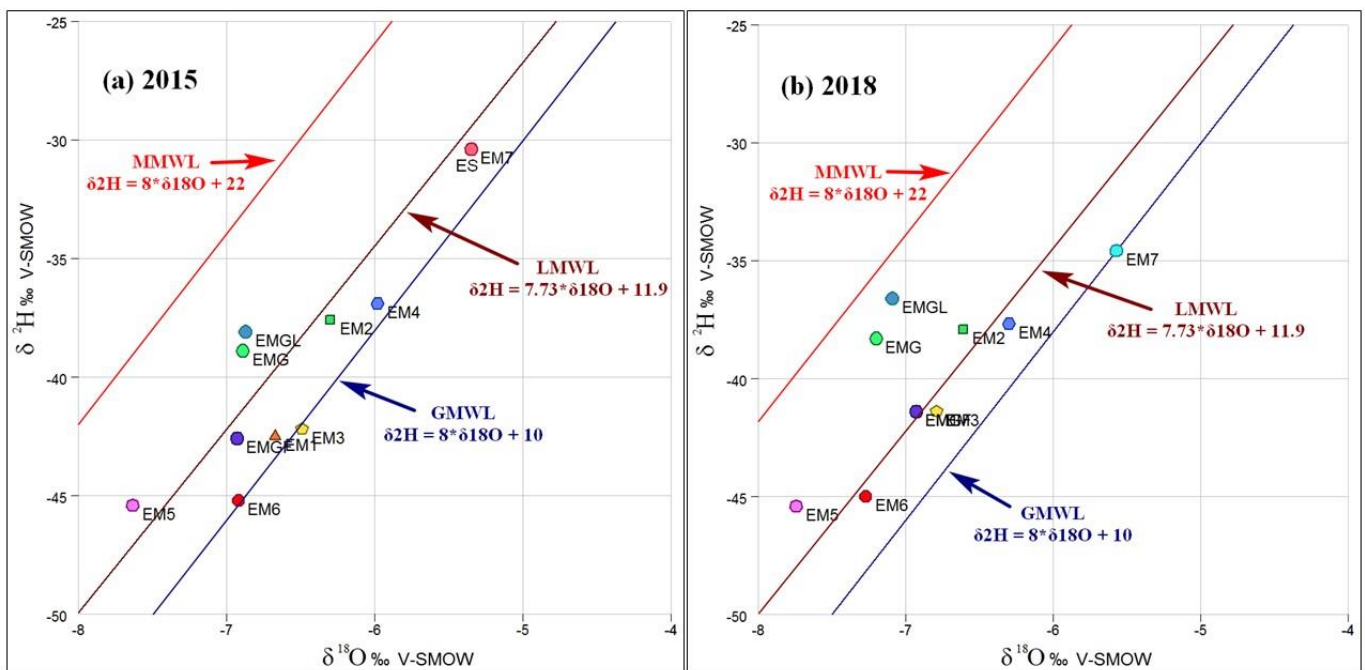 (a) 2015
-25
-30
-35
-40
-45
-50
-8
-7
-6
-5
-4
δ ²H ‰ V-SMOW
δ ¹⁸O ‰ V-SMOW
MMWL
δ2H = 8*δ18O + 22
ES
EM7
LMWL
δ2H = 7.73*δ18O + 11.9
EM4
EM2
EMGL
EMG
GMWL
δ2H = 8*δ18O + 10
EM3
EM1
EM5
EM6
(b) 2018
-25
-30
-35
-40
-45
-50
-8
-7
-6
-5
-4
δ ²H ‰ V-SMOW
δ ¹⁸O ‰ V-SMOW
MMWL
δ2H = 8*δ18O + 22
EM7
EMGL
LMWL
δ2H = 7.73*δ18O + 11.9
EM4
EM2
EMG
EM3
EM6
EM5
GMWL
δ2H = 8*δ18O + 10